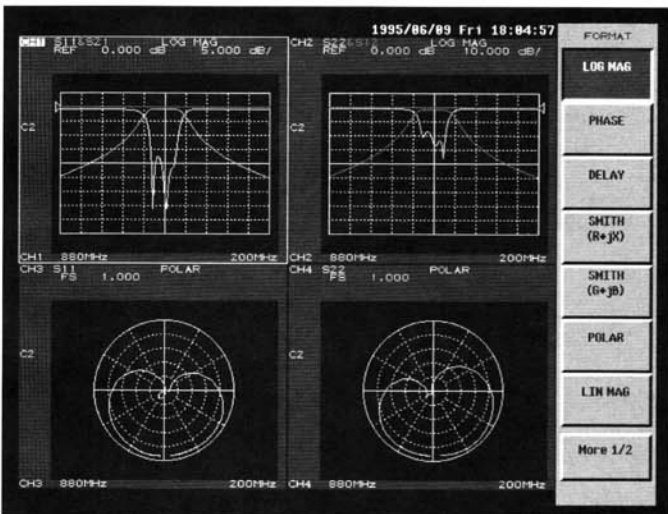 1995/06/09 Fri 18:04:57
CH1 S11&S21 LOG MAG
REF 0.000 dB 5.000 dB/
C2
CH1 880MHz 200MHz
CH2 S22&S12 LOG MAG
REF 0.000 dB 10.000 dB/
C2
CH2 880MHz 200MHz
CH3 S11 POLAR
FS 1.000
C2
CH3 880MHz 200MHz
CH4 S22 POLAR
FS 1.000
C2
CH4 880MHz 200MHz
FORMAT
LOG MAG
PHASE
DELAY
SMITH
(R+jX)
SMITH
(G+jB)
POLAR
LIN MAG
More 1/2